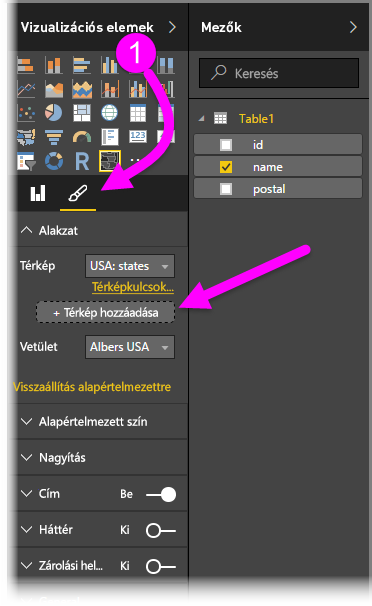 Vizualizációs elemek
1
123
R
Alakzat
Térkép
USA: states
Térképkulcsok...
+ Térkép hozzáadása
Vetület
Albers USA
Visszaállítás alapértelmezettre
Alapértelmezett szín
Nagyítás
Cím Be
Háttér Ki
Zárolási hel... Ki
Mezők
Keresés
Table1
id
name
postal